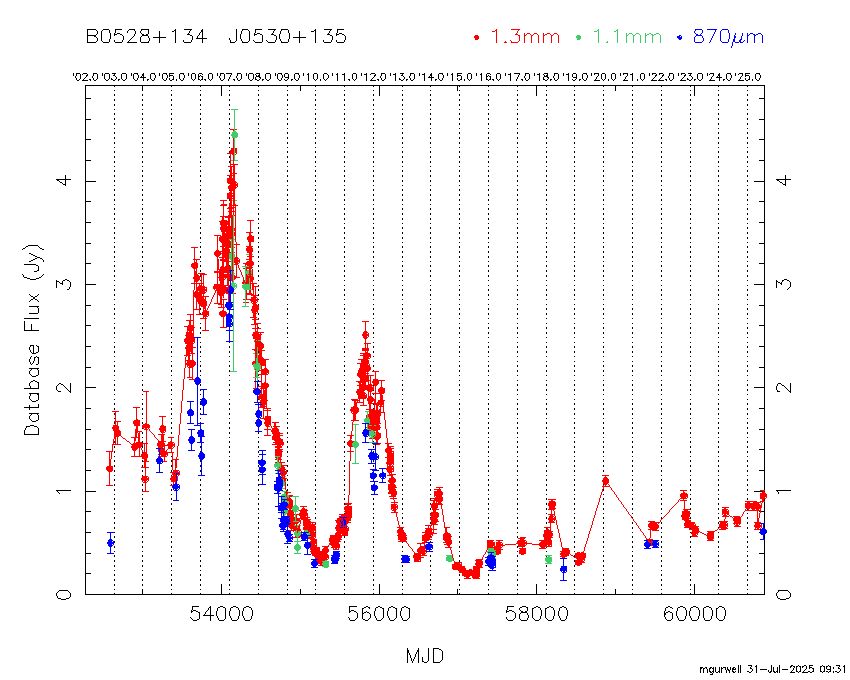 B0528+134 J0530+135 1.3mm 1.1mm 870μm
'02.0 '03.0 '04.0 '05.0 '06.0 '07.0 '08.0 '09.0 '10.0 '11.0 '12.0 '13.0 '14.0 '15.0 '16.0 '17.0 '18.0 '19.0 '20.0 '21.0 '22.0 '23.0 '24.0 '25.0
4 4
3 3
Database Flux (Jy)
2 2
1 1
0 0
54000 56000 58000 60000
MJD
mgurwell 31-Jul-2025 09:31